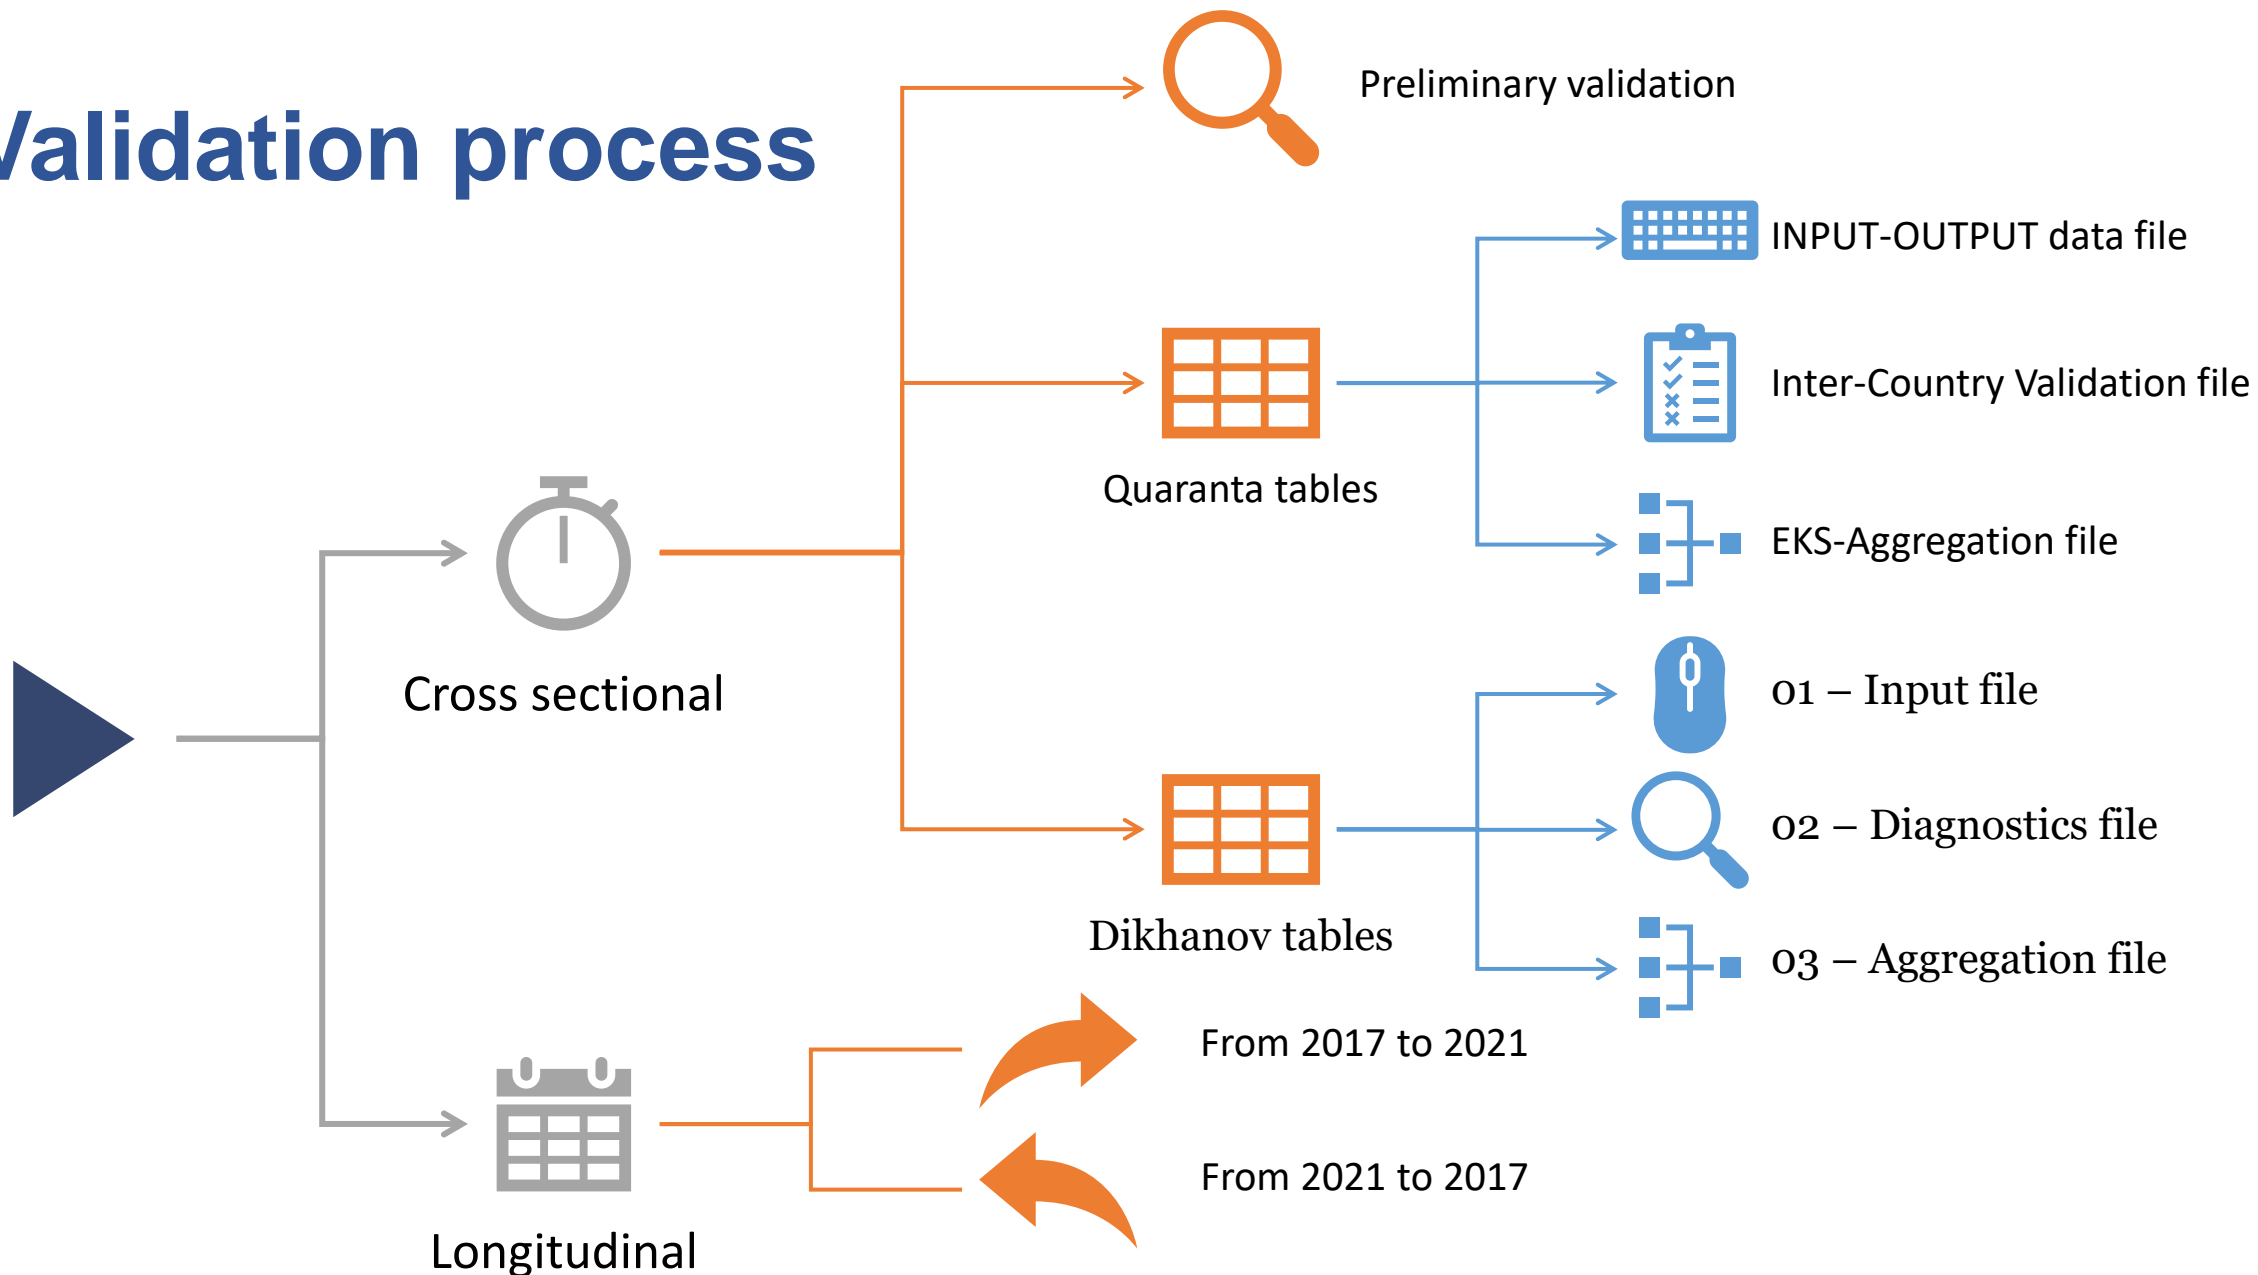 Validation process
Preliminary validation
INPUT-OUTPUT data file
Inter-Country Validation file
Quaranta tables
EKS-Aggregation file
Cross sectional
01 – Input file
02 – Diagnostics file
Dikhanov tables
03 – Aggregation file
From 2017 to 2021
From 2021 to 2017
Longitudinal